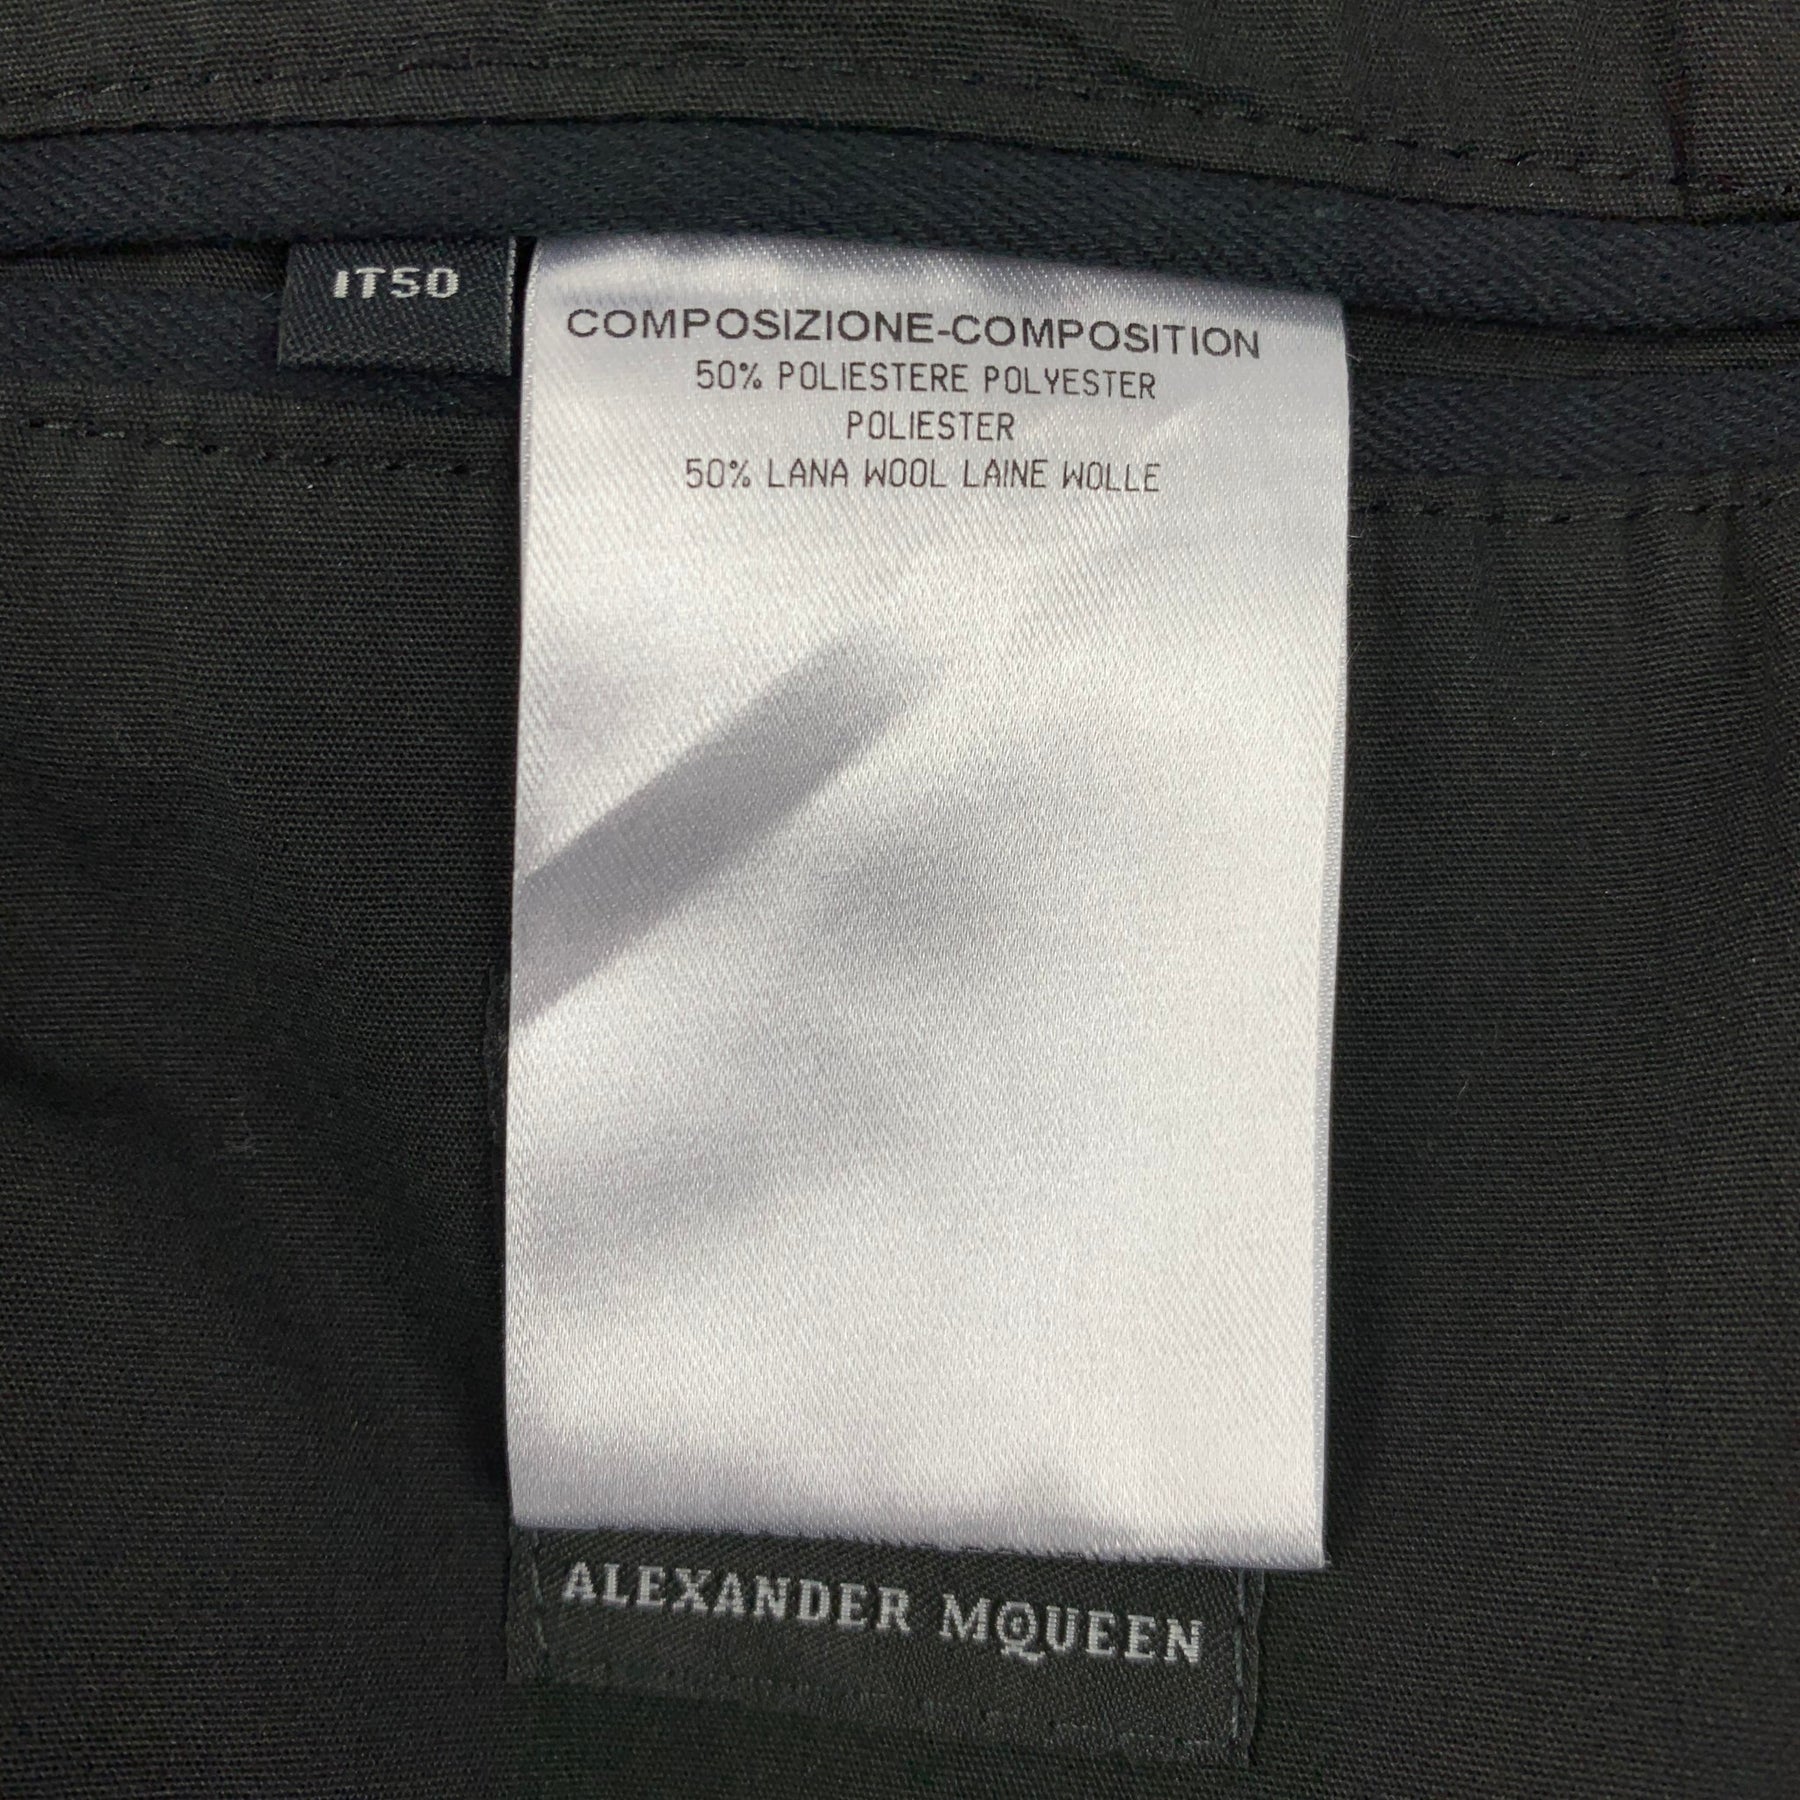 IT50
COMPOSIZIONE-COMPOSITION
50% POLIESTERE POLYESTER
POLIESTER
50% LANA WOOL LAINE WOLLE
ALEXANDER MQUEEN